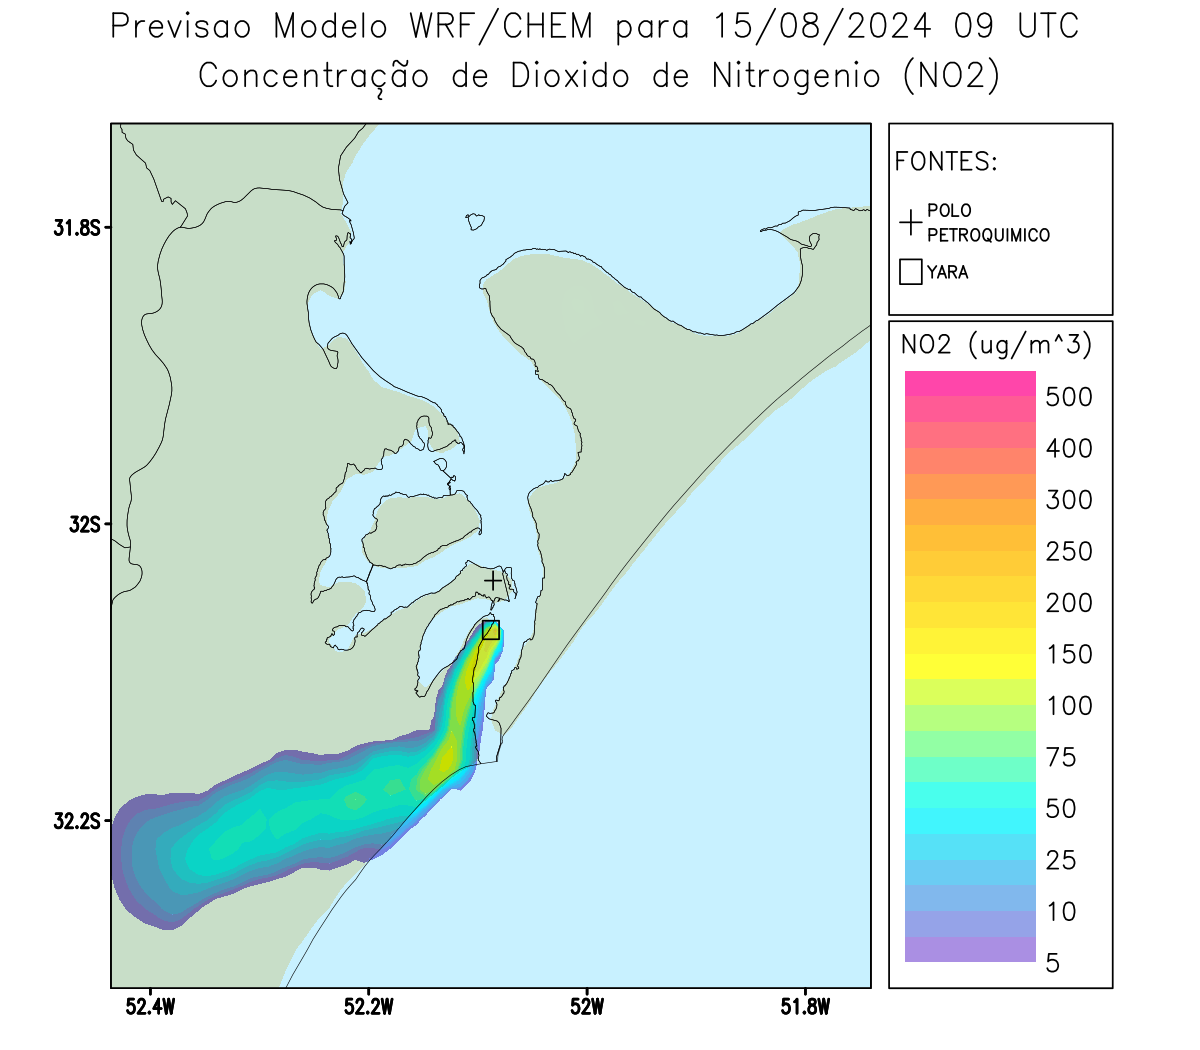 Previsao Modelo WRF/CHEM para 15/08/2024 09 UTC
Concentração de Dioxido de Nitrogenio (NO2)
FONTES:
POLO
PETROQUIMICO
YARA
NO2 (ug/m^3)
500
400
300
250
200
150
100
75
50
25
10
5
31.8S
32S
32.2S
52.4W
52.2W
52W
51.8W